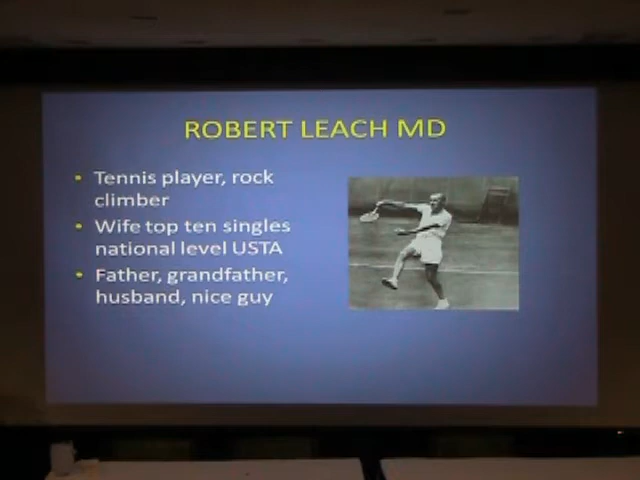 ROBERT LEACH MD
• Tennis player, rock
climber
• Wife top ten singles
national level USTA
• Father, grandfather,
husband, nice guy